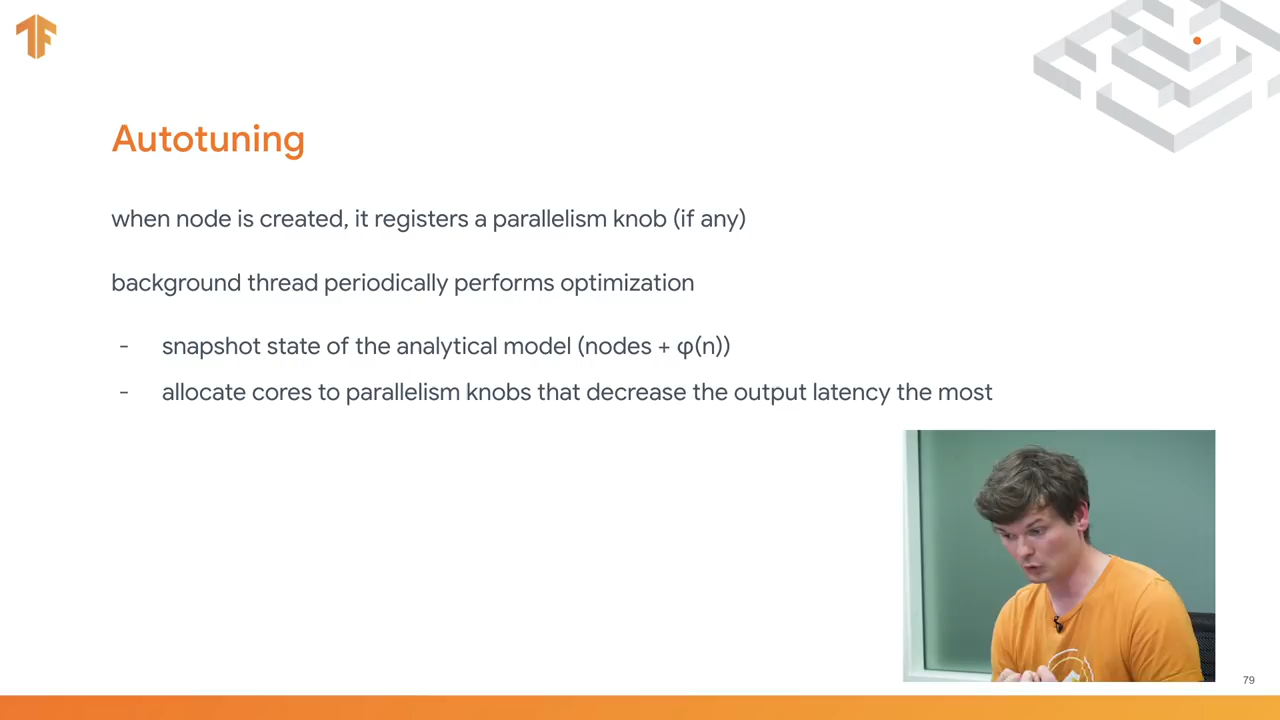 Autotuning
when node is created, it registers a parallelism knob (if any)
background thread periodically performs optimization
- snapshot state of the analytical model (nodes + φ(n))
- allocate cores to parallelism knobs that decrease the output latency the most
79